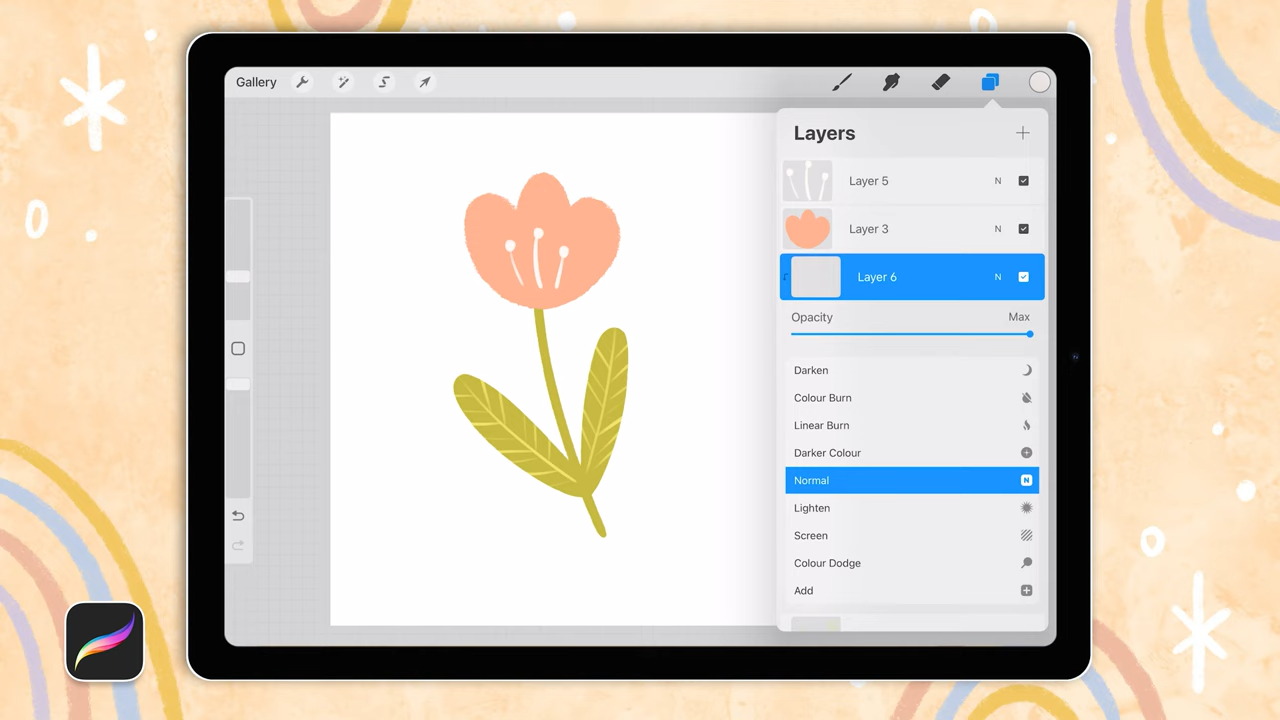 Gallery
Layers
Layer 5 N
Layer 3 N
Layer 6 N
Opacity Max
Darken
Colour Burn
Linear Burn
Darker Colour
Normal N
Lighten
Screen
Colour Dodge
Add